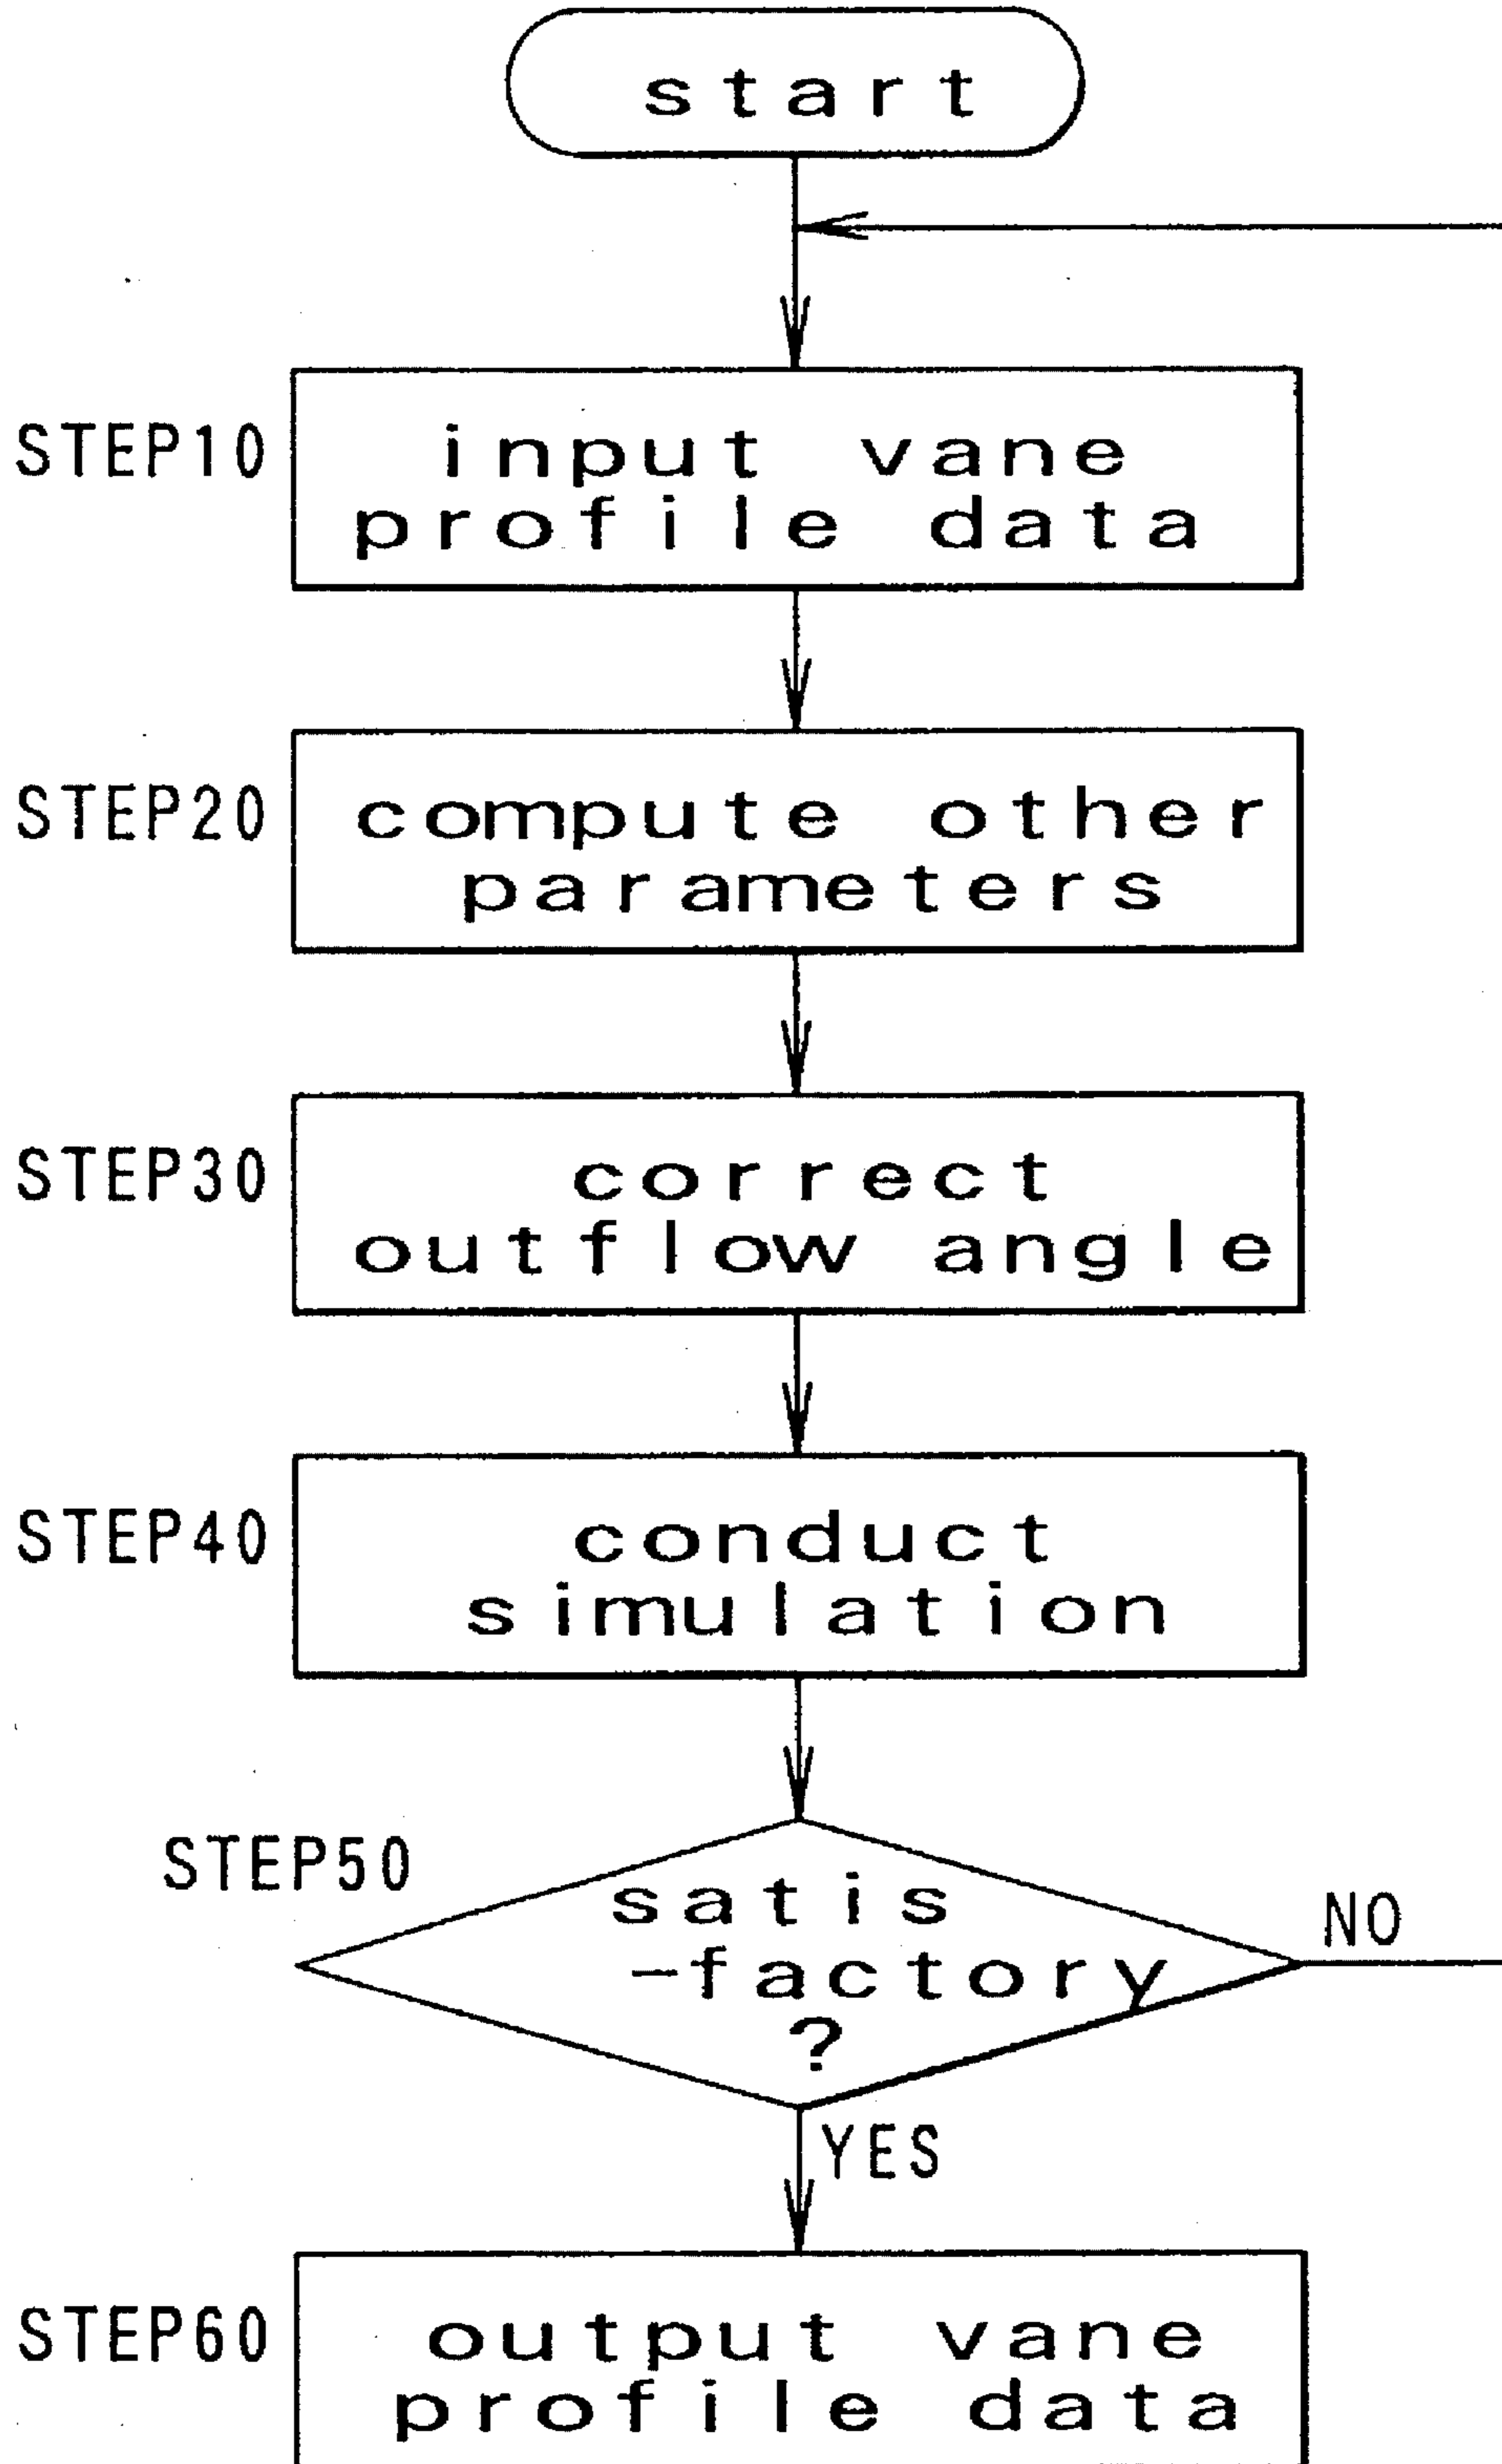 start
STEP10
input vane
profile data
STEP20
compute other
parameters
STEP30
correct
outflow angle
STEP40
conduct
simulation
STEP50
satis
-factory
?
NO
YES
STEP60
output vane
profile data